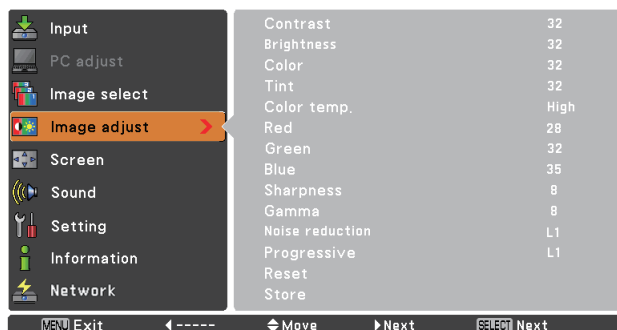 Input
PC adjust
Image select
Image adjust
Screen
Sound
Setting
Information
Network
Contrast 32
Brightness 32
Color 32
Tint 32
Color temp. High
Red 28
Green 32
Blue 35
Sharpness 8
Gamma 8
Noise reduction L1
Progressive L1
Reset
Store
MENU Exit ----- Move Next SELECT Next